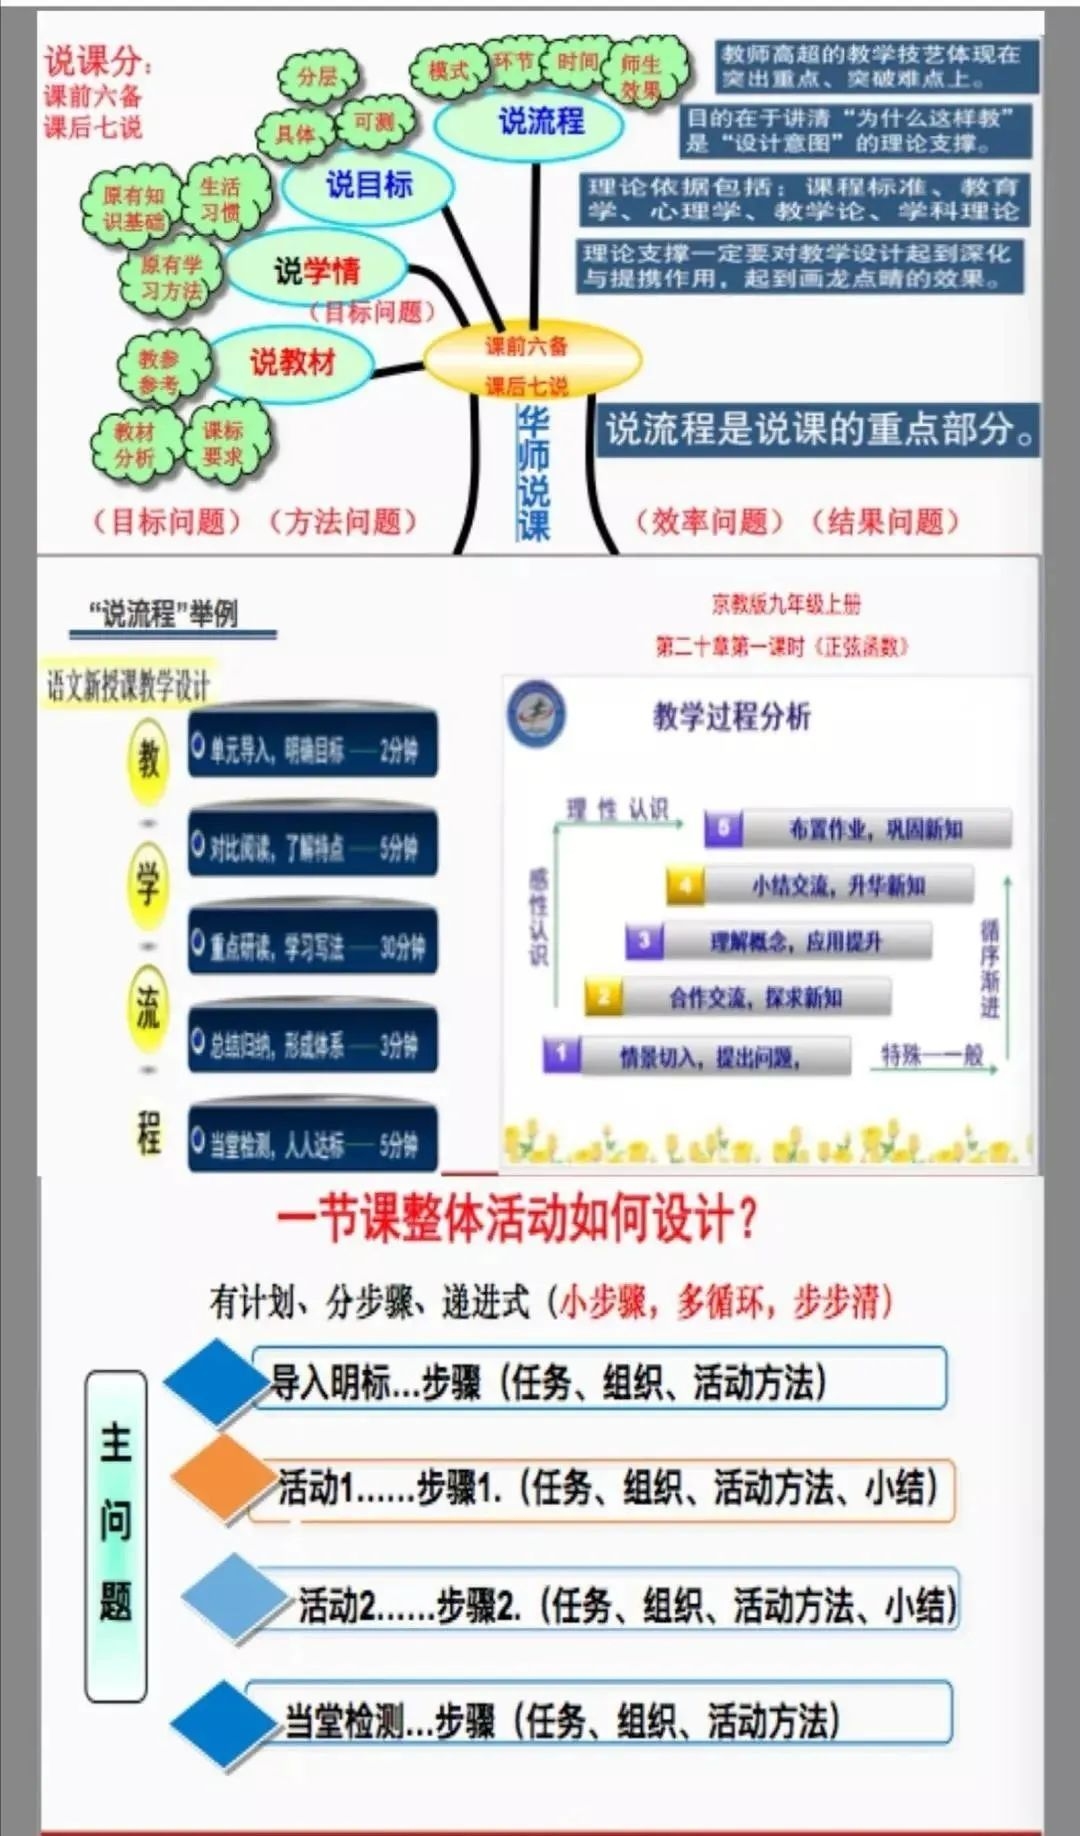 说课分：
课前六备
课后七说
分层
具体
可测
模式
环节
时间
师生
效果
教师高超的教学技艺体现在
突出重点、突破难点上。
说流程
目的在于讲清“为什么这样教”
是“设计意图”的理论支撑。
说目标
原有知
识基础
生活
习惯
理论依据包括：课程标准、教育
学、心理学、教学论、学科理论
原有学
习方法
说学情
（目标问题）
理论支撑一定要对教学设计起到深化
与提携作用，起到画龙点睛的效果。
教参
参考
说教材
课前六备
课后七说
教材
分析
课标
要求
华师说课
说流程是说课的重点部分。
（目标问题）（方法问题）
（效率问题）（结果问题）
“说流程”举例
语文新授课教学设计
教学流程
单元导入，明确目标——2分钟
对比阅读，了解特点——5分钟
重点研读，学习写法——30分钟
总结归纳，形成体系——3分钟
当堂检测，人人达标——5分钟
京教版九年级上册
第二十章第一课时《正弦函数》
教学过程分析
理 性 认识
感性认识
5 布置作业，巩固新知
4 小结交流，升华新知
3 理解概念，应用提升
2 合作交流，探求新知
1 情景切入，提出问题，
循序渐进
特殊——一般
一节课整体活动如何设计？
有计划、分步骤、递进式（小步骤，多循环，步步清）
主问题
导入明标...步骤（任务、组织、活动方法）
活动1......步骤1.（任务、组织、活动方法、小结）
活动2......步骤2.（任务、组织、活动方法、小结）
当堂检测...步骤（任务、组织、活动方法）